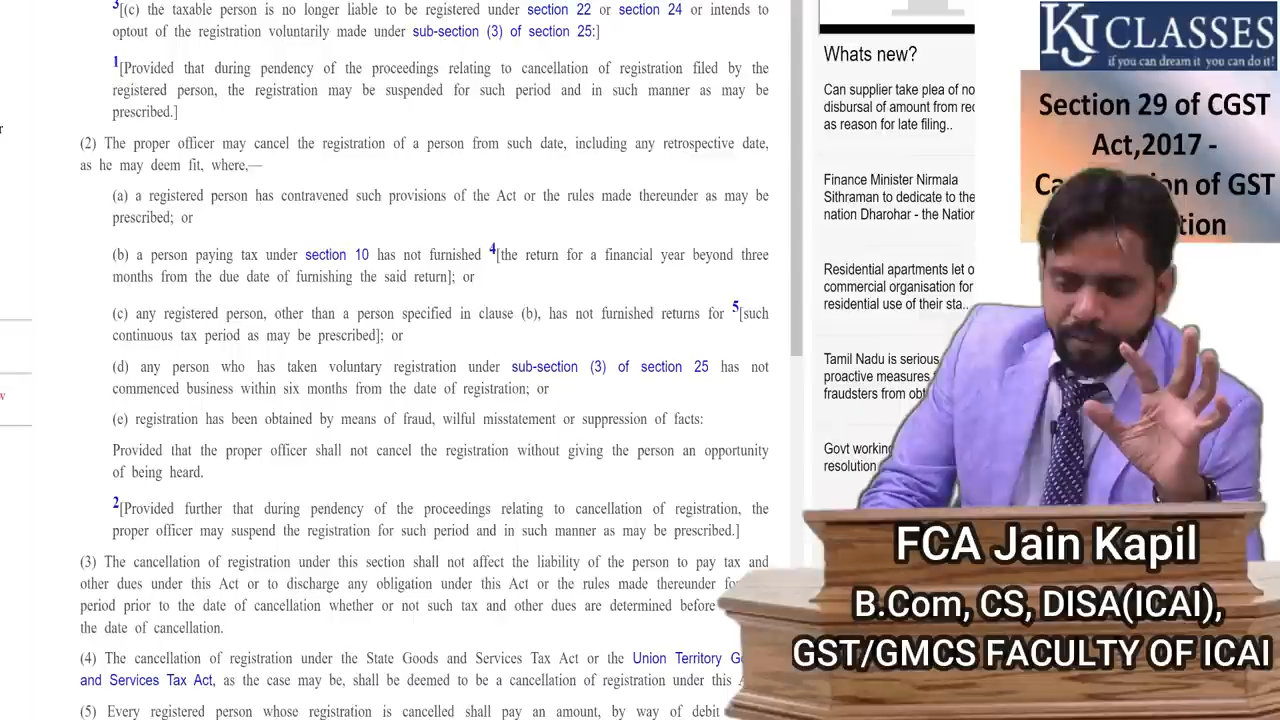 3[(c) the taxable person is no longer liable to be registered under section 22 or section 24 or intends to
optout of the registration voluntarily made under sub-section (3) of section 25:]
1[Provided that during pendency of the proceedings relating to cancellation of registration filed by the
registered person, the registration may be suspended for such period and in such manner as may be
prescribed.]
(2) The proper officer may cancel the registration of a person from such date, including any retrospective date,
as he may deem fit, where,—
(a) a registered person has contravened such provisions of the Act or the rules made thereunder as may be
prescribed; or
(b) a person paying tax under section 10 has not furnished 4[the return for a financial year beyond three
months from the due date of furnishing the said return]; or
(c) any registered person, other than a person specified in clause (b), has not furnished returns for 5[such
continuous tax period as may be prescribed]; or
(d) any person who has taken voluntary registration under sub-section (3) of section 25 has not
commenced business within six months from the date of registration; or
(e) registration has been obtained by means of fraud, wilful misstatement or suppression of facts:
Provided that the proper officer shall not cancel the registration without giving the person an opportunity
of being heard.
2[Provided further that during pendency of the proceedings relating to cancellation of registration, the
proper officer may suspend the registration for such period and in such manner as may be prescribed.]
(3) The cancellation of registration under this section shall not affect the liability of the person to pay tax and
other dues under this Act or to discharge any obligation under this Act or the rules made thereunder for
period prior to the date of cancellation whether or not such tax and other dues are determined before
the date of cancellation.
(4) The cancellation of registration under the State Goods and Services Tax Act or the Union Territory
and Services Tax Act, as the case may be, shall be deemed to be a cancellation of registration under this
(5) Every registered person whose registration is cancelled shall pay an amount, by way of debit
Whats new?
Can supplier take plea of no
disbursal of amount from rec
as reason for late filing..
Finance Minister Nirmala
Sithraman to dedicate to the
nation Dharohar - the Nation
Residential apartments let o
commercial organisation for
residential use of their sta..
Tamil Nadu is serious,
proactive measures
fraudsters from
Govt working
resolution
KJ CLASSES
if you can dream it you can do it!
Section 29 of CGST
Act,2017 -
of GST
FCA Jain Kapil
B.Com, CS, DISA(ICAI),
GST/GMCS FACULTY OF ICAI